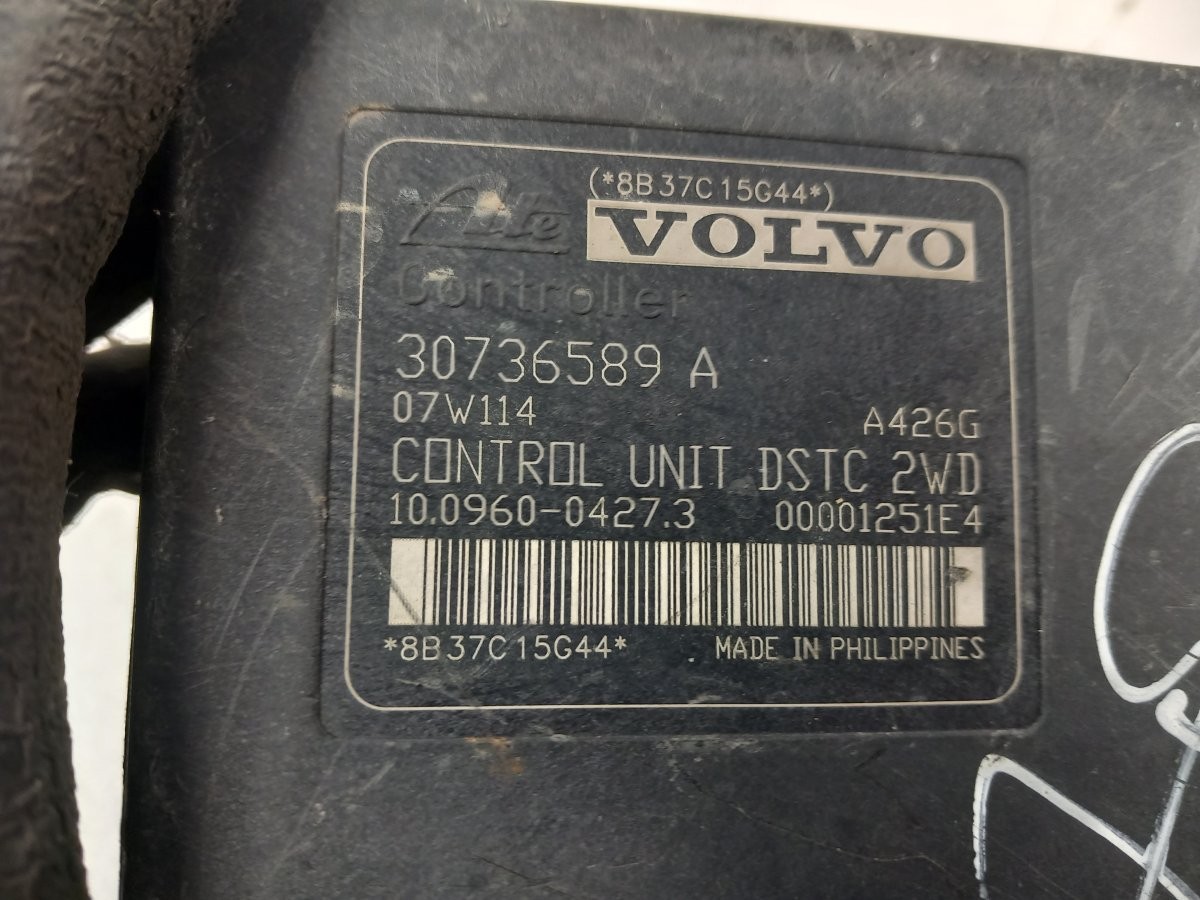 (*8B37C15G44*)
Ate VOLVO
Controller
30736589 A
07W114 A426G
CONTROL UNIT DSTC 2WD
10.0960-0427.3 00001251E4
*8B37C15G44* MADE IN PHILIPPINES